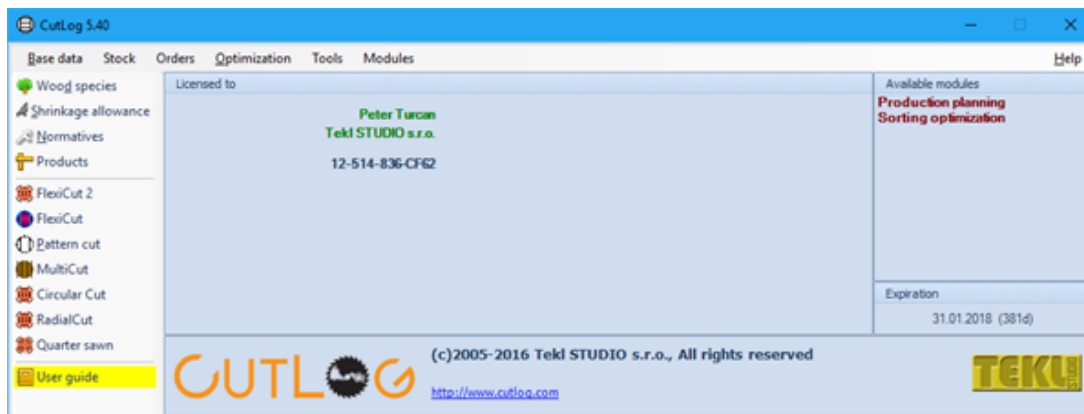 CutLog 5.40
Base data Stock Orders Optimization Tools Modules Help
Wood species
Shrinkage allowance
Normatives
Products
FlexiCut 2
FlexiCut
Pattern cut
MultiCut
Circular Cut
RadialCut
Quarter sawn
User guide
Licensed to
Peter Turcan
Tekl STUDIO s.r.o.
12-514-836-CF62
Available modules
Production planning
Sorting optimization
Expiration
31.01.2018 (381d)
CUTLOG
(c)2005-2016 Tekl STUDIO s.r.o., All rights reserved
http://www.cutlog.com
TEKL STUDIO